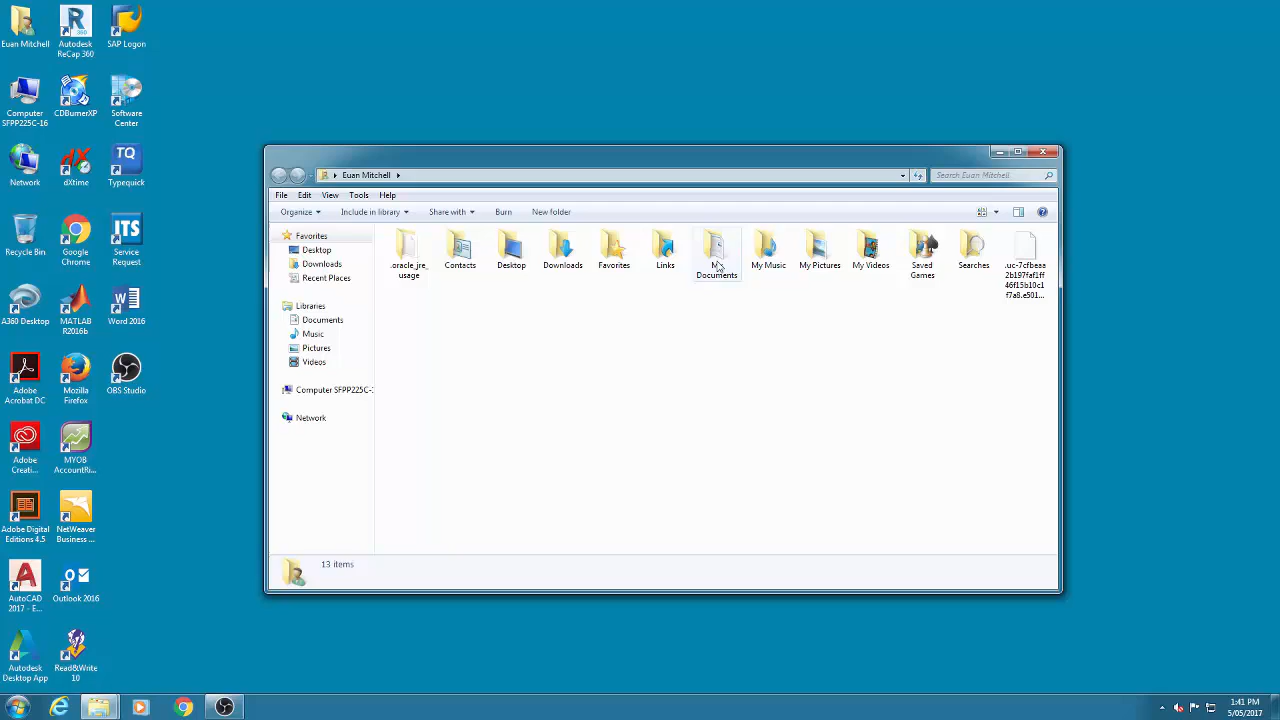 Euan Mitchell
Autodesk
ReCap 360
SAP Logon
Computer
SFPP225C-16
CDBurnerXP
Software
Center
Network
dXtime
TQ
Typequick
Recycle Bin
Google
Chrome
ITS
Service
Request
A360 Desktop
MATLAB
R2016b
Word 2016
Adobe
Acrobat DC
Mozilla
Firefox
OBS Studio
Adobe
Creati...
MYOB
AccountRi...
Adobe Digital
Editions 4.5
NetWeaver
Business ...
AutoCAD
2017 - E...
Outlook 2016
Autodesk
Desktop App
Read&Write
10
Euan Mitchell
Search Euan Mitchell
File Edit View Tools Help
Organize Include in library Share with Burn New folder
Favorites
Desktop
Downloads
Recent Places
Libraries
Documents
Music
Pictures
Videos
Computer SFPP225C-
Network
.oracle_jre_
usage
Contacts
Desktop
Downloads
Favorites
Links
Documents
My Music
My Pictures
My Videos
Saved
Games
Searches
.uc-7cfbeaa
2b197faf1ff
46f15b10c1
f7a8.e501...
13 items
1:41 PM
5/05/2017